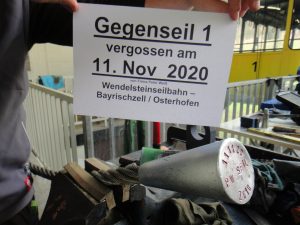 Gegenseil 1
vergossen am
11. Nov 2020
Wendelsteinseilbahn –
Bayrischzell / Osterhofen